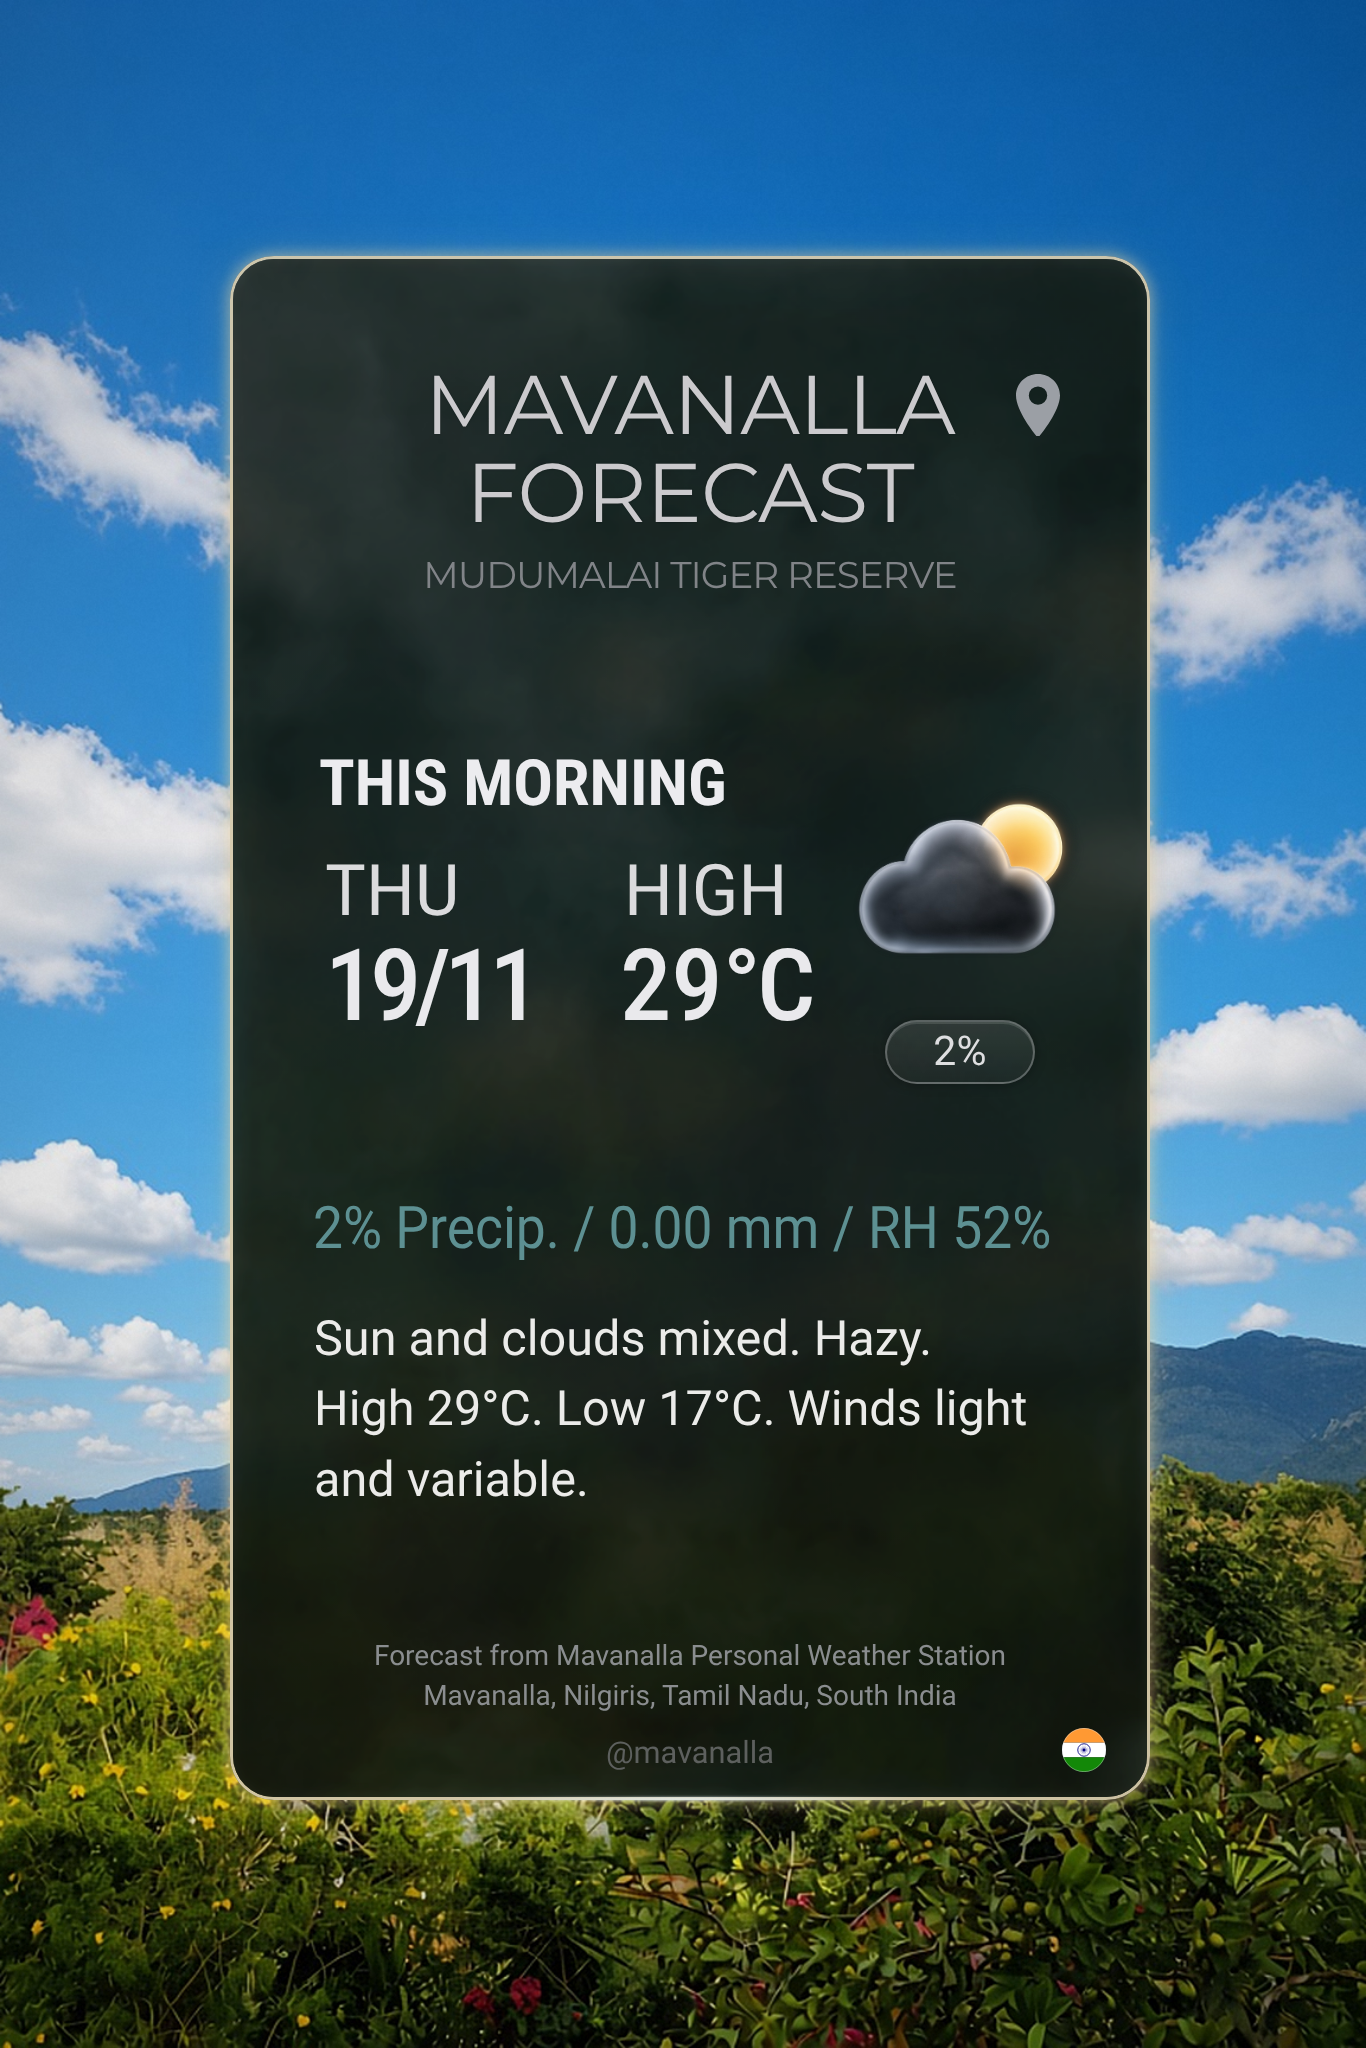 MAVANALLA
FORECAST
MUDUMALAI TIGER RESERVE
THIS MORNING
THU
19/11
HIGH
29°C
2%
2% Precip. / 0.00 mm / RH 52%
Sun and clouds mixed. Hazy.
High 29°C. Low 17°C. Winds light
and variable.
Forecast from Mavanalla Personal Weather Station
Mavanalla, Nilgiris, Tamil Nadu, South India
@mavanalla